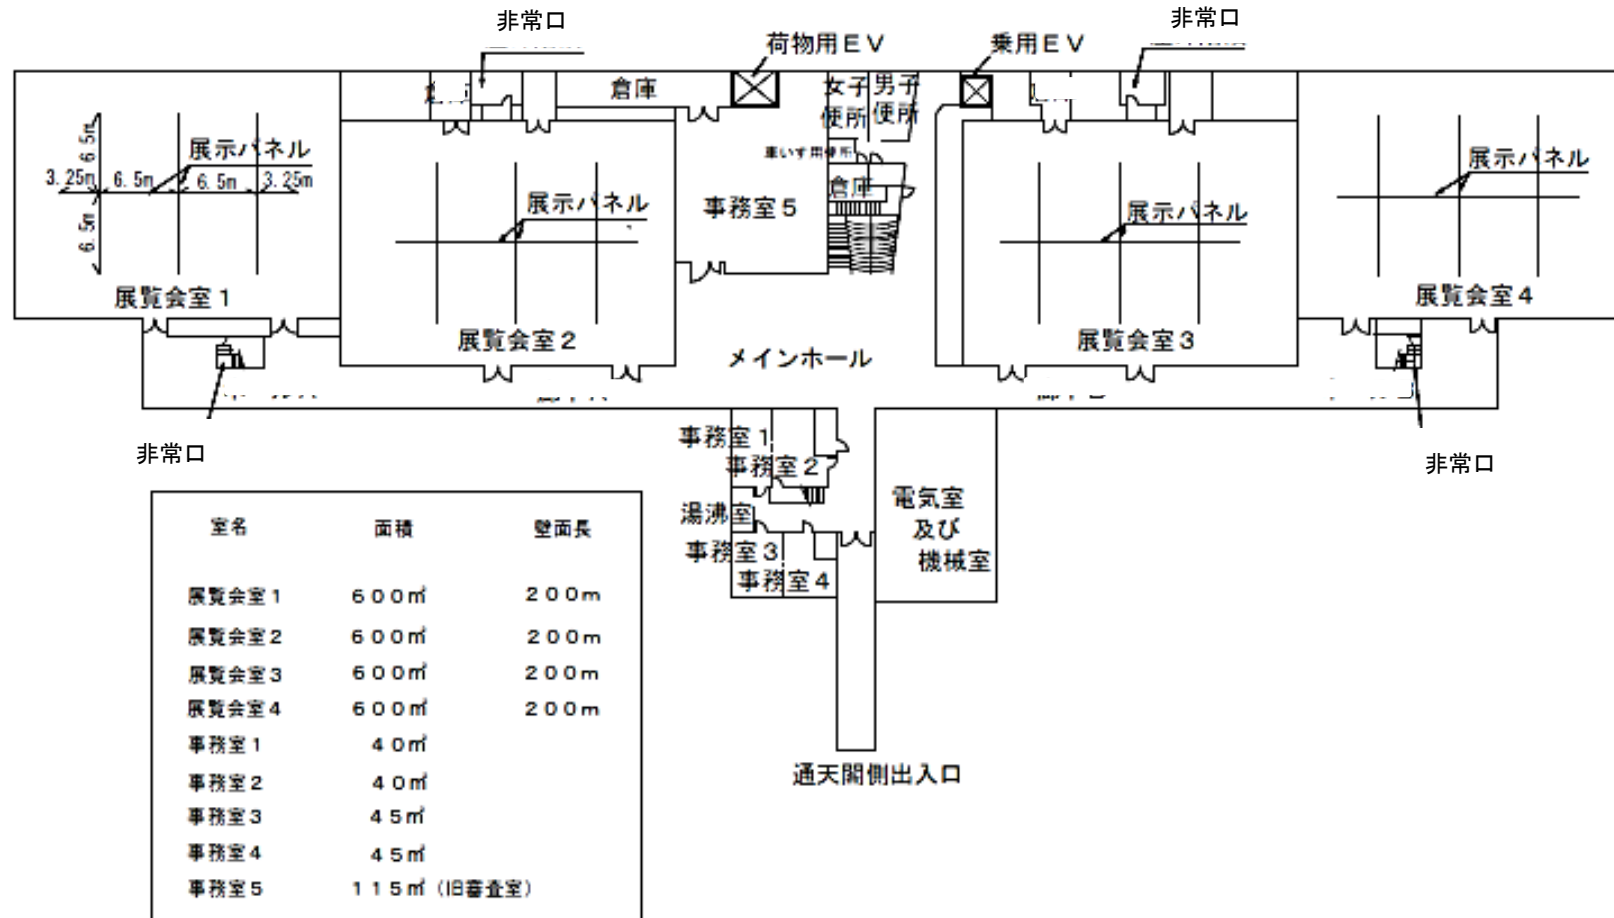 非常口
非常口
荷物用ＥＶ
乗用ＥＶ
倉庫
女子
便所
男子
便所
車いす用便所
倉庫
展示パネル
6.5m
3.25m
6.5m
6.5m
3.25m
6.5m
展示パネル
事務室５
展示パネル
展示パネル
展覧会室１
展覧会室２
メインホール
展覧会室３
展覧会室４
非常口
非常口
事務室１
事務室２
湯沸室
事務室３
事務室４
電気室
及び
機械室
通天閣側出入口
室名 面積 壁面長
展覧会室１ ６００㎡ ２００ｍ
展覧会室２ ６００㎡ ２００ｍ
展覧会室３ ６００㎡ ２００ｍ
展覧会室４ ６００㎡ ２００ｍ
事務室１ ４０㎡
事務室２ ４０㎡
事務室３ ４５㎡
事務室４ ４５㎡
事務室５ １１５㎡（旧審査室）